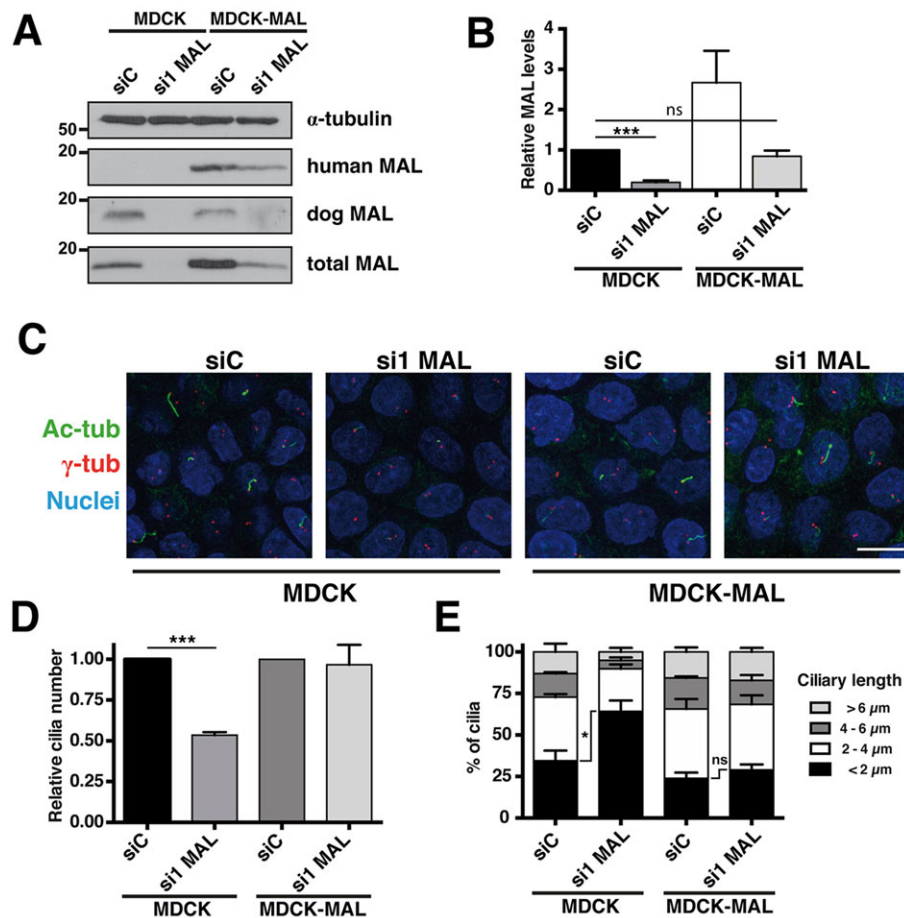 A
MDCK MDCK-MAL
siC si1 MAL siC si1 MAL
50 α-tubulin
20 human MAL
20 dog MAL
20 total MAL
B
Relative MAL levels
4
3
2
1
0
ns
***
siC si1 MAL siC si1 MAL
MDCK MDCK-MAL
C
siC si1 MAL siC si1 MAL
Ac-tub
γ-tub
Nuclei
MDCK MDCK-MAL
D
Relative cilia number
1.00
0.75
0.50
0.25
0.00
***
siC si1 MAL siC si1 MAL
MDCK MDCK-MAL
E
% of cilia
100
75
50
25
0
*
ns
siC si1 MAL siC si1 MAL
MDCK MDCK-MAL
Ciliary length
>6 µm
4 - 6 µm
2 - 4 µm
<2 µm